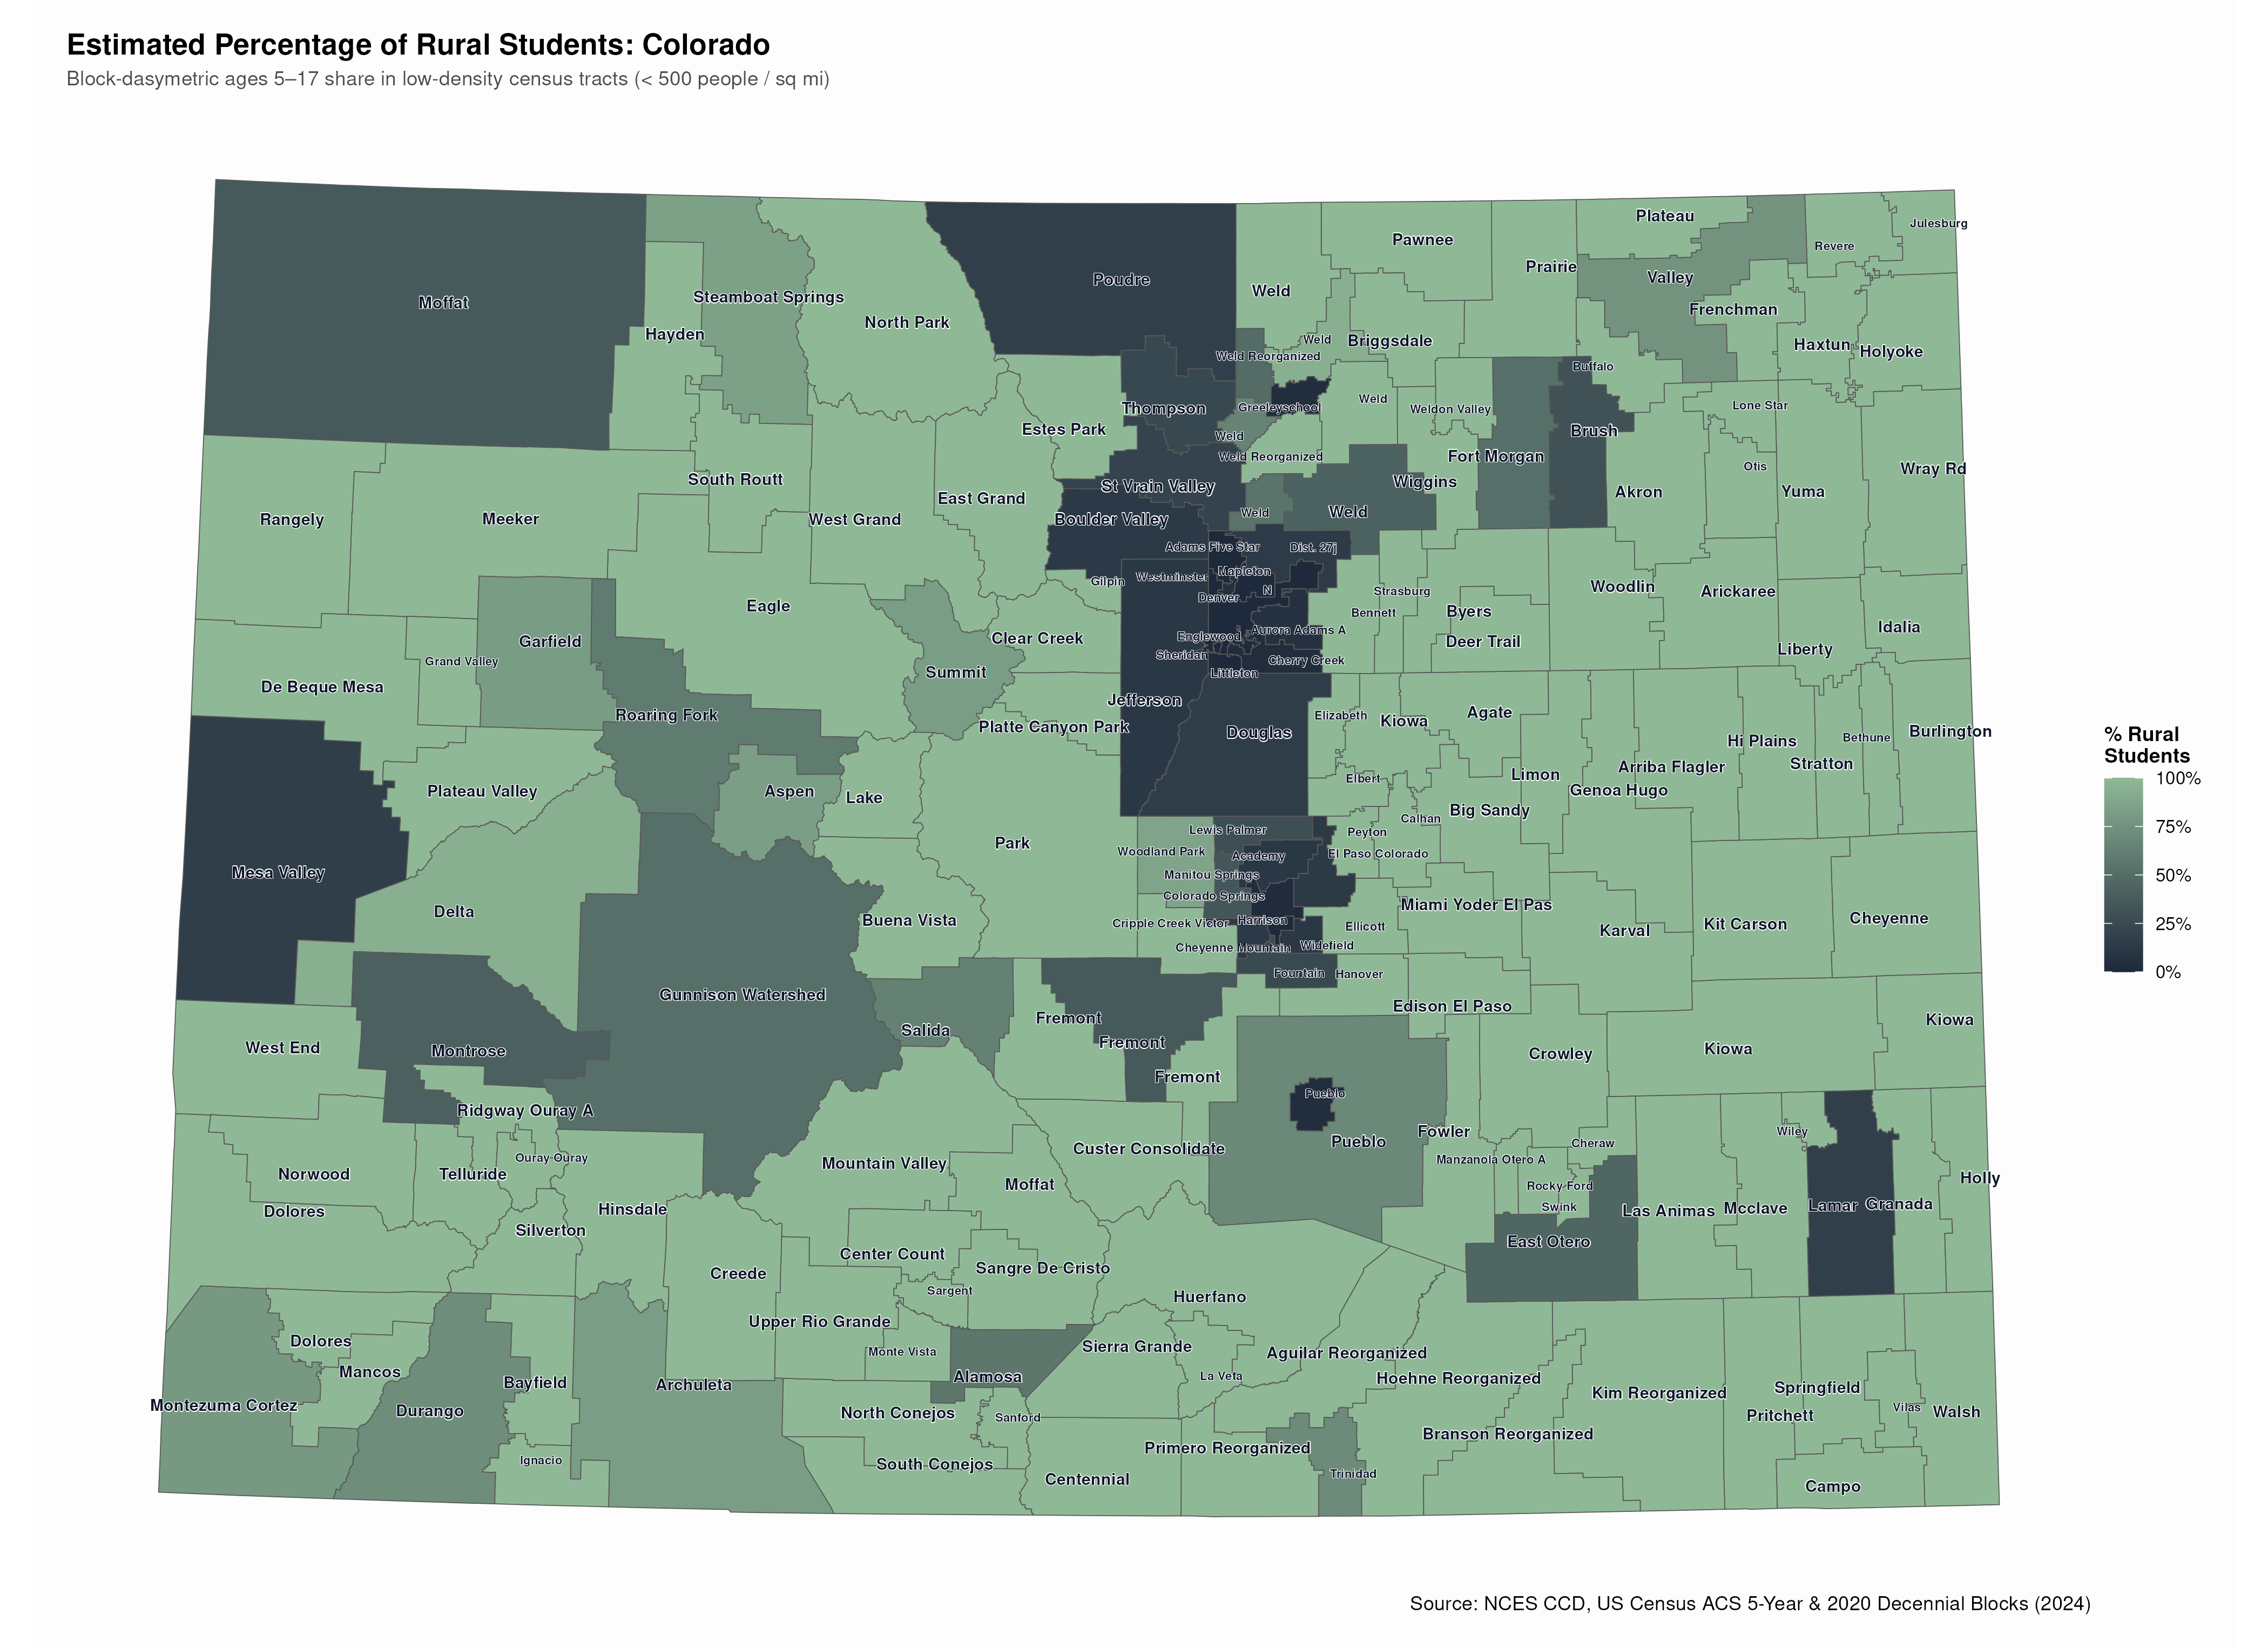 Estimated Percentage of Rural Students: Colorado
Block-dasymetric ages 5–17 share in low-density census tracts (< 500 people / sq mi)
Moffat
Hayden
Steamboat Springs
North Park
Poudre
Weld
Pawnee
Prairie
Plateau
Valley
Revere
Julesburg
Frenchman
Haxtun
Holyoke
Weld
Weld Reorganized
Briggsdale
Buffalo
Thompson
Greeleyschool
Weld
Weldon Valley
Lone Star
Estes Park
Weld
Brush
Weld Reorganized
Fort Morgan
Otis
Wray Rd
South Routt
St Vrain Valley
Wiggins
Akron
Yuma
East Grand
Rangely
Meeker
West Grand
Boulder Valley
Weld
Weld
Adams Five Star
Dist. 27j
Gilpin
Westminster
Mapleton
N
Strasburg
Woodlin
Arickaree
Eagle
Denver
Bennett
Byers
Garfield
Clear Creek
Englewood
Aurora Adams A
Deer Trail
Idalia
Grand Valley
Sheridan
Cherry Creek
Liberty
Summit
Littleton
De Beque Mesa
Jefferson
Roaring Fork
Platte Canyon Park
Douglas
Elizabeth
Kiowa
Agate
Hi Plains
Bethune
Burlington
% Rural
Students
Plateau Valley
Aspen
Lake
Elbert
Limon
Arriba Flagler
Stratton
Genoa Hugo
100%
Big Sandy
Calhan
Lewis Palmer
Peyton
75%
Park
Woodland Park
Academy
El Paso Colorado
Mesa Valley
Manitou Springs
50%
Colorado Springs
Delta
Buena Vista
Cripple Creek Victor
Harrison
Ellicott
Miami Yoder El Pas
Karval
Kit Carson
Cheyenne
25%
Cheyenne Mountain
Widefield
Fountain
Hanover
0%
Gunnison Watershed
Edison El Paso
Salida
Fremont
Fremont
Kiowa
West End
Montrose
Crowley
Kiowa
Fremont
Pueblo
Ridgway Ouray A
Pueblo
Fowler
Cheraw
Wiley
Custer Consolidate
Ouray Ouray
Manzanola Otero A
Norwood
Telluride
Mountain Valley
Moffat
Rocky Ford
Holly
Dolores
Hinsdale
Swink
Las Animas
Mcclave
Lamar
Granada
Silverton
East Otero
Center Count
Creede
Sangre De Cristo
Sargent
Huerfano
Upper Rio Grande
Dolores
Monte Vista
Sierra Grande
Aguilar Reorganized
Mancos
Bayfield
Archuleta
Alamosa
La Veta
Hoehne Reorganized
Kim Reorganized
Springfield
Montezuma Cortez
Durango
North Conejos
Sanford
Pritchett
Vilas
Walsh
Branson Reorganized
Ignacio
South Conejos
Centennial
Primero Reorganized
Trinidad
Campo
Source: NCES CCD, US Census ACS 5-Year & 2020 Decennial Blocks (2024)